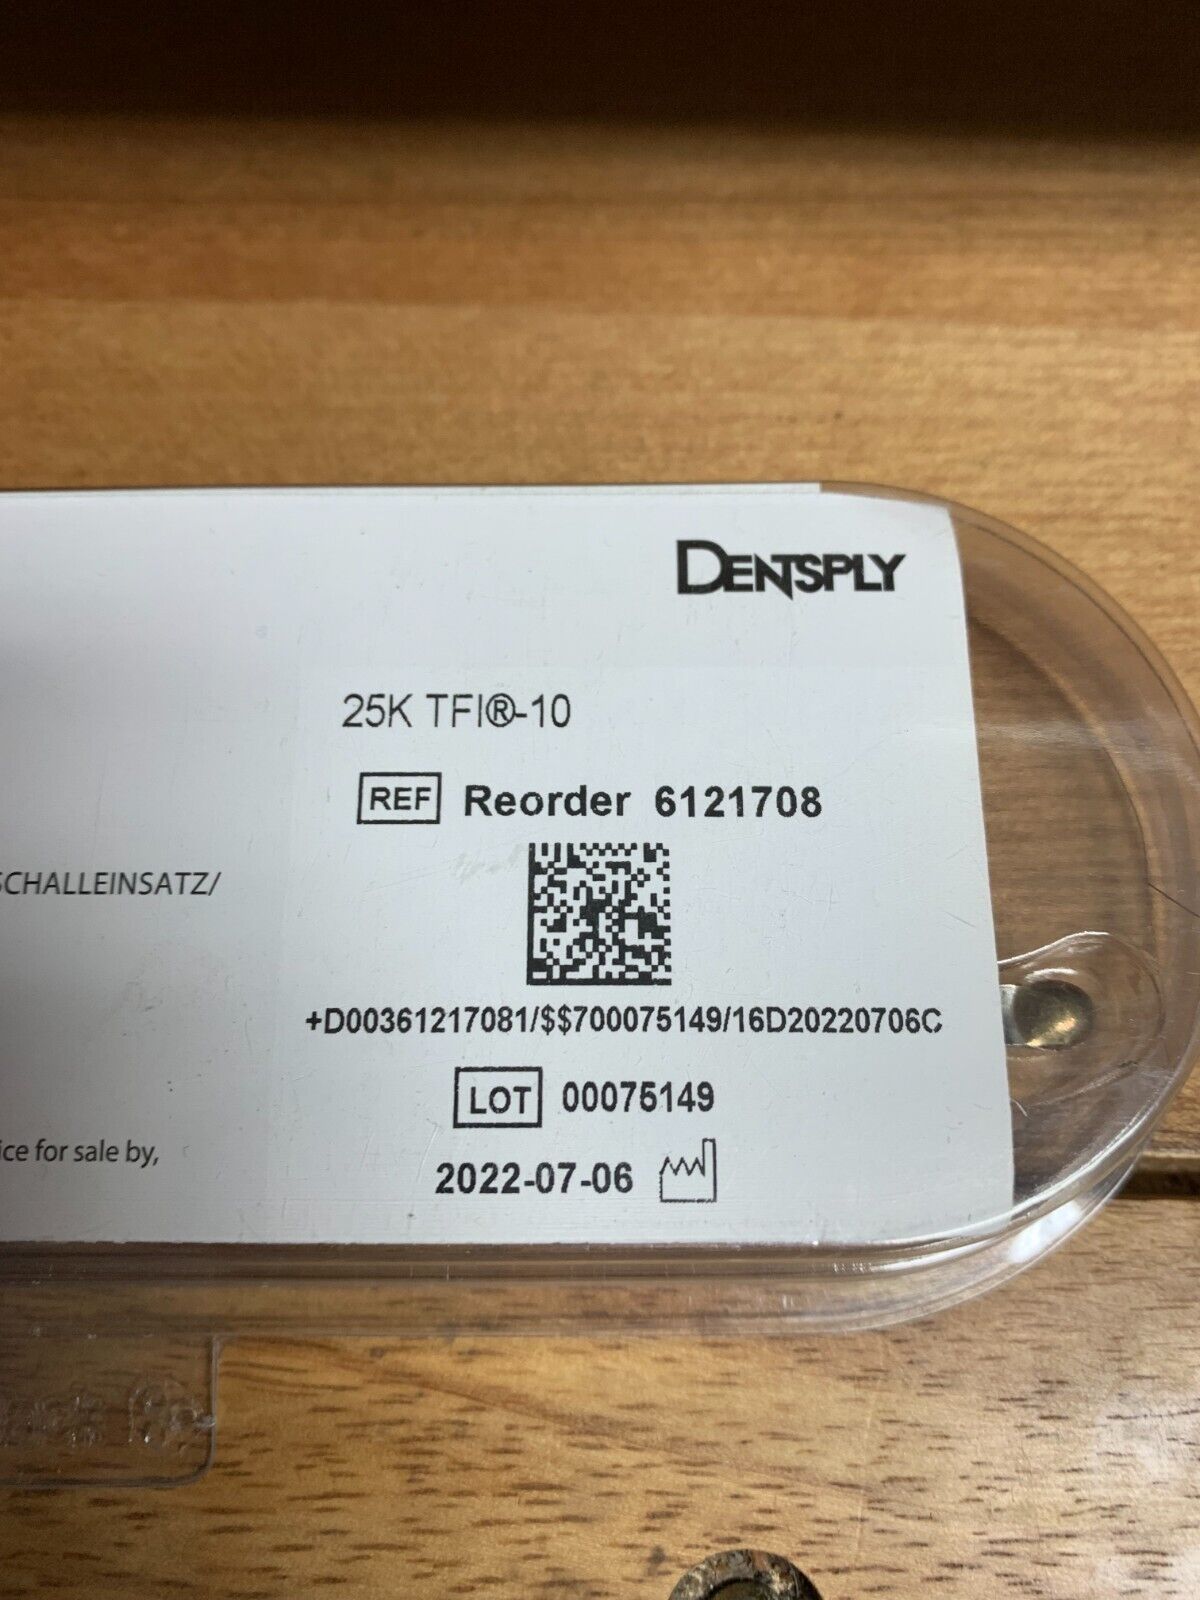 DENTSPLY
25K TFI®-10
REF Reorder 6121708
SCHALLEINSATZ/
+D00361217081/$$700075149/16D20220706C
LOT 00075149
ice for sale by,
2022-07-06